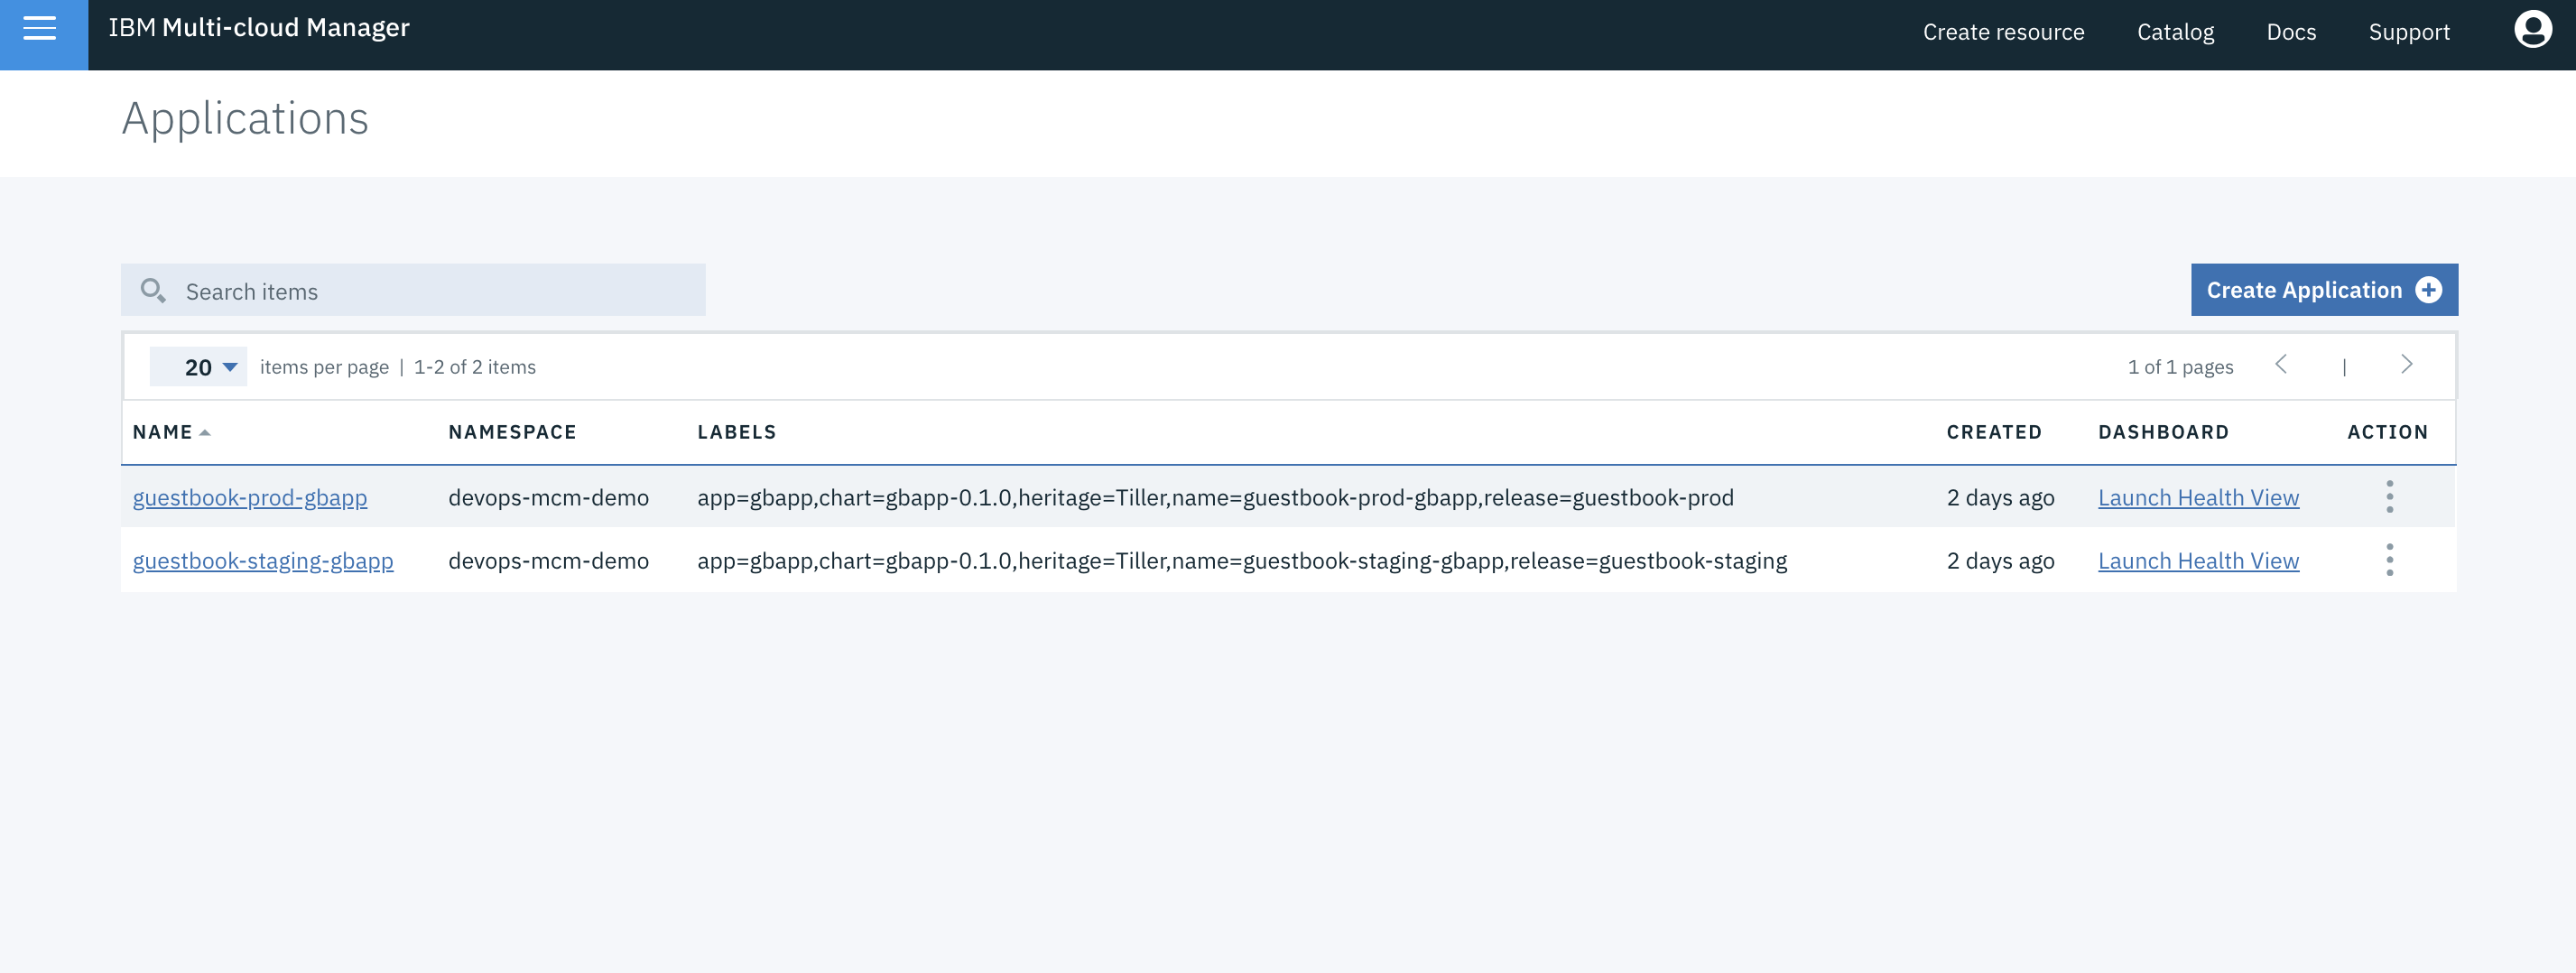 IBM Multi-cloud Manager Create resource Catalog Docs Support
Applications
Search items Create Application
20 items per page | 1-2 of 2 items 1 of 1 pages |
NAME NAMESPACE LABELS CREATED DASHBOARD ACTION
guestbook-prod-gbapp devops-mcm-demo app=gbapp,chart=gbapp-0.1.0,heritage=Tiller,name=guestbook-prod-gbapp,release=guestbook-prod 2 days ago Launch Health View
guestbook-staging-gbapp devops-mcm-demo app=gbapp,chart=gbapp-0.1.0,heritage=Tiller,name=guestbook-staging-gbapp,release=guestbook-staging 2 days ago Launch Health View